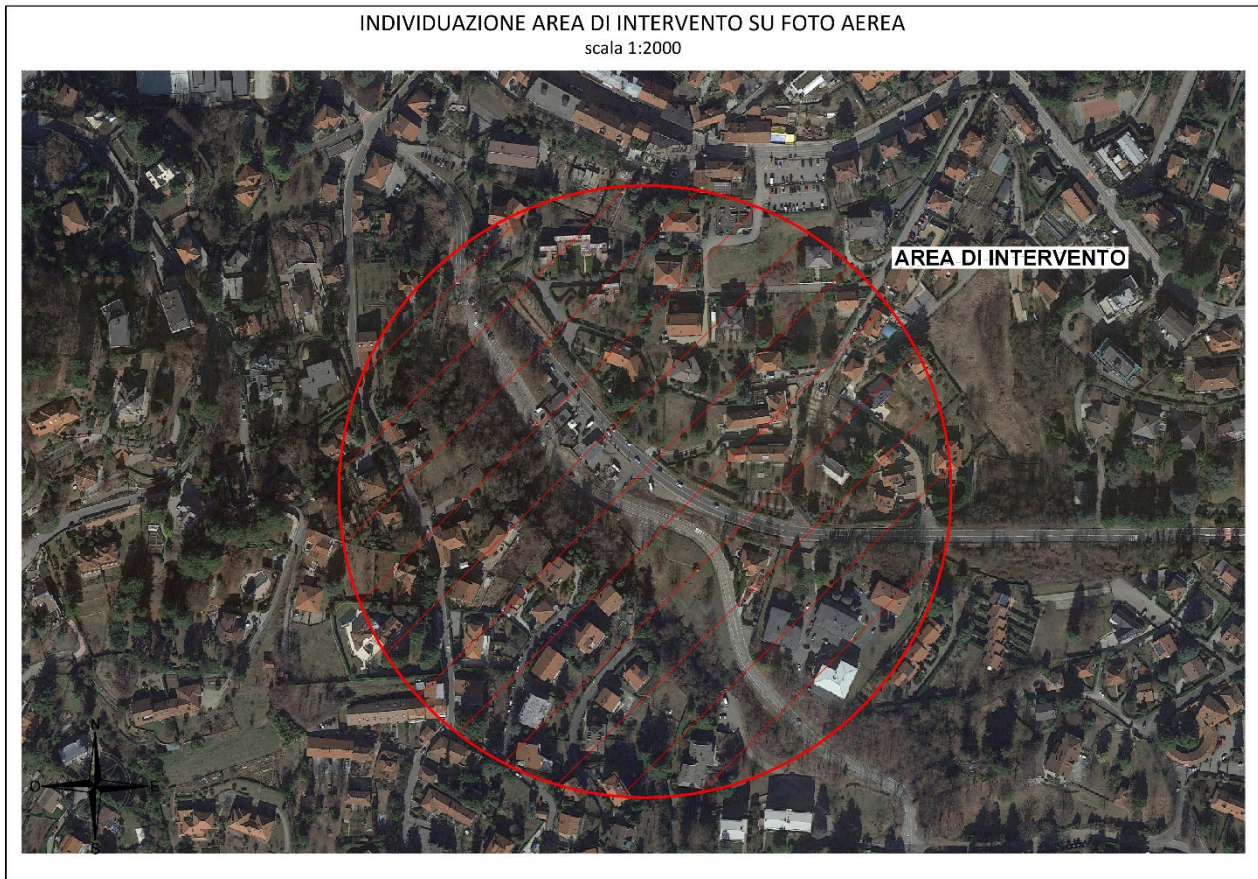 INDIVIDUAZIONE AREA DI INTERVENTO SU FOTO AEREA
scala 1:2000
AREA DI INTERVENTO
N
O
E
S